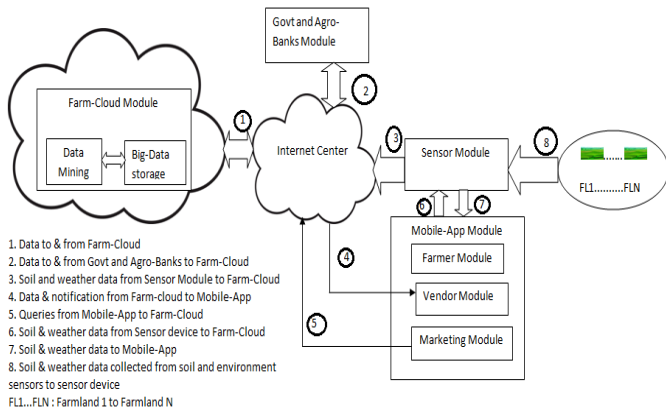 Govt and Agro-
Banks Module
2
Farm-Cloud Module
Data
Mining
Big-Data
storage
1
Internet Center
3
Sensor Module
8
FL1..........FLN
6
7
Mobile-App Module
Farmer Module
4
Vendor Module
5
Marketing Module
1. Data to & from Farm-Cloud
2. Data to & from Govt and Agro-Banks to Farm-Cloud
3. Soil and weather data from Sensor Module to Farm-Cloud
4. Data & notification from Farm-cloud to Mobile-App
5. Queries from Mobile-App to Farm-Cloud
6. Soil & weather data from Sensor device to Farm-Cloud
7. Soil & weather data to Mobile-App
8. Soil & weather data collected from soil and environment
sensors to sensor device
FL1...FLN : Farmland 1 to Farmland N